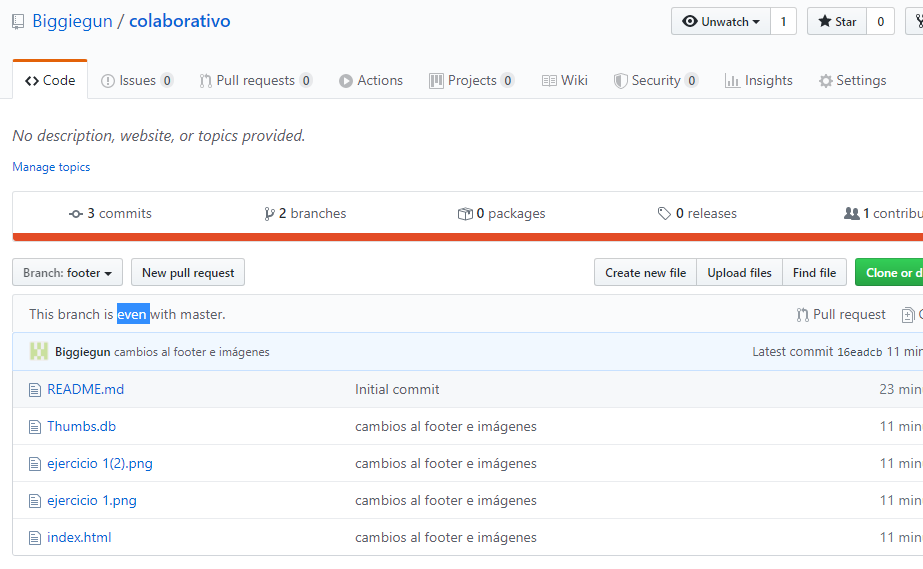 Biggiegun / colaborativo
Unwatch 1 Star 0
Code Issues 0 Pull requests 0 Actions Projects 0 Wiki Security 0 Insights Settings
No description, website, or topics provided.
Manage topics
3 commits 2 branches 0 packages 0 releases 1 contribu
Branch: footer New pull request Create new file Upload files Find file Clone or d
This branch is even with master. Pull request
Biggiegun cambios al footer e imágenes Latest commit 16eadcb 11 min
README.md Initial commit 23 min
Thumbs.db cambios al footer e imágenes 11 min
ejercicio 1(2).png cambios al footer e imágenes 11 min
ejercicio 1.png cambios al footer e imágenes 11 min
index.html cambios al footer e imágenes 11 min